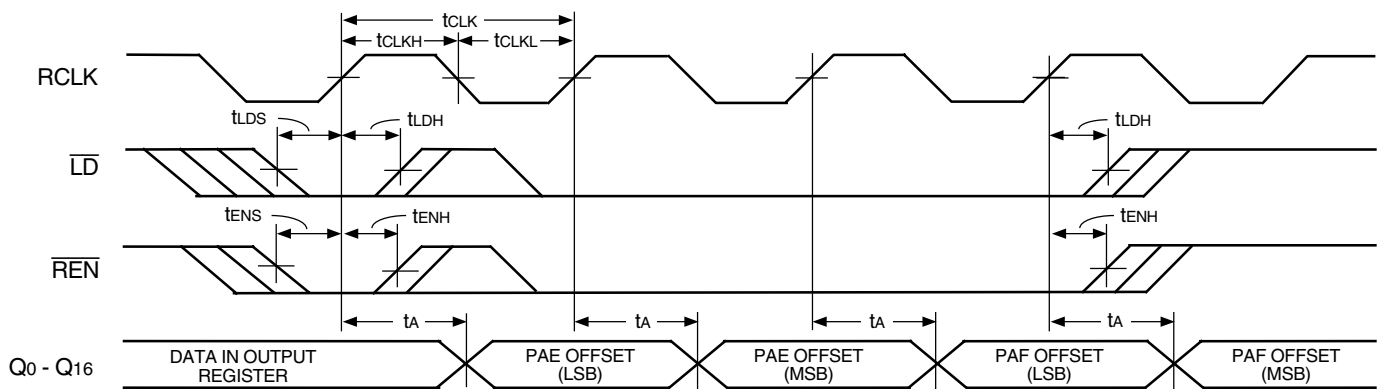 tCLK
tCLKH
tCLKL
RCLK
tLDS
tLDH
tLDH
LD
tENS
tENH
tENH
REN
tA
tA
tA
tA
Q0 - Q16
DATA IN OUTPUT
REGISTER
PAE OFFSET
(LSB)
PAE OFFSET
(MSB)
PAF OFFSET
(LSB)
PAF OFFSET
(MSB)